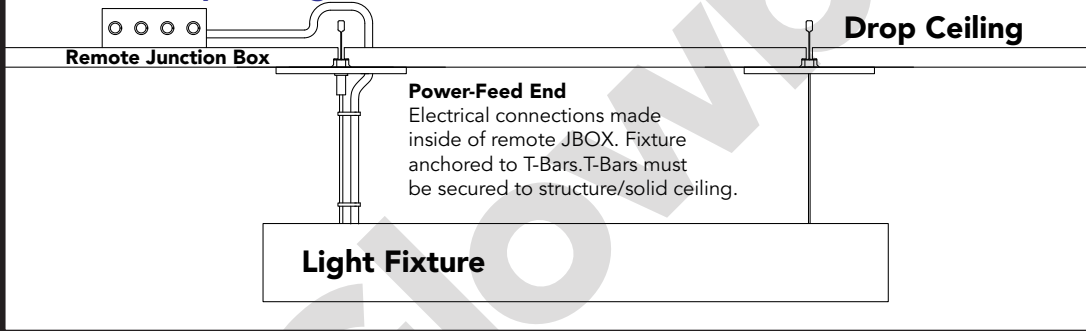 Drop Ceiling
Remote Junction Box
Power-Feed End
Electrical connections made
inside of remote JBOX. Fixture
anchored to T-Bars.T-Bars must
be secured to structure/solid ceiling.
Light Fixture